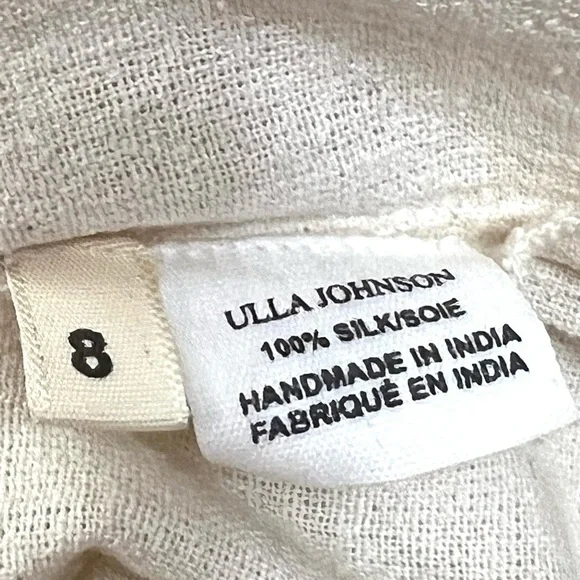 8
ULLA JOHNSON
100% SILK/SOIE
HANDMADE IN INDIA
FABRIQUÉ EN INDIA